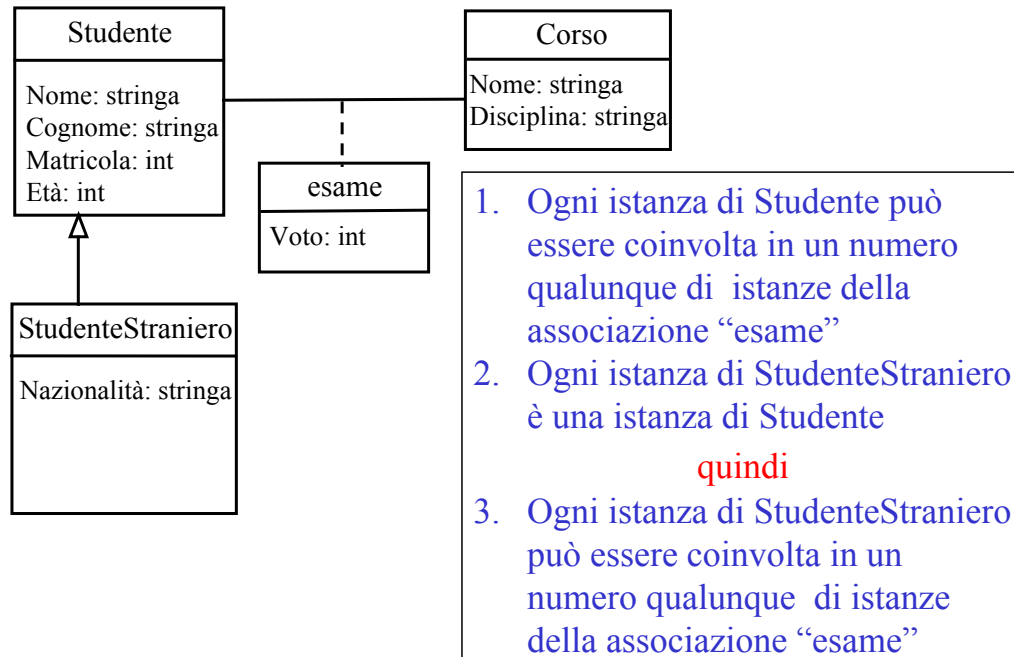 Studente
Nome: stringa
Cognome: stringa
Matricola: int
Età: int
Corso
Nome: stringa
Disciplina: stringa
esame
Voto: int
StudenteStraniero
Nazionalità: stringa
1. Ogni istanza di Studente può
essere coinvolta in un numero
qualunque di istanze della
associazione “esame”
2. Ogni istanza di StudenteStraniero
è una istanza di Studente
quindi
3. Ogni istanza di StudenteStraniero
può essere coinvolta in un
numero qualunque di istanze
della associazione “esame”